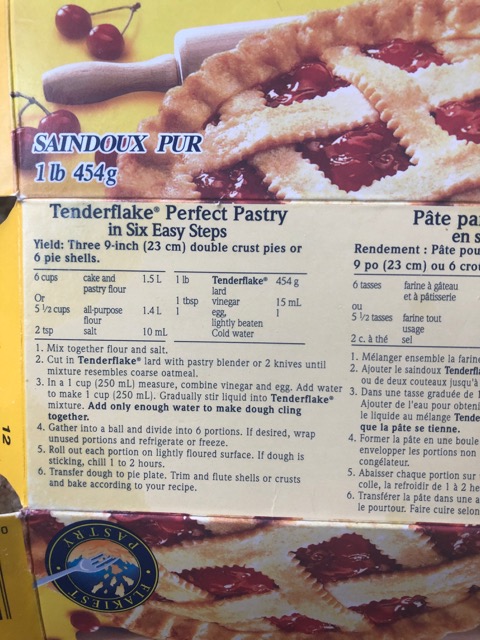 SAINDOUX PUR
1 lb 454g
Tenderflake® Perfect Pastry
in Six Easy Steps
Yield: Three 9-inch (23 cm) double crust pies or
6 pie shells.
6 cups cake and 1.5 L
pastry flour
Or
5 1/2 cups all-purpose 1.4 L
flour
2 tsp salt 10 mL
1 lb Tenderflake® 454 g
lard
1 tbsp vinegar 15 mL
1 egg,
lightly beaten
Cold water
1. Mix together flour and salt.
2. Cut in Tenderflake® lard with pastry blender or 2 knives until
mixture resembles coarse oatmeal.
3. In a 1 cup (250 mL) measure, combine vinegar and egg. Add water
to make 1 cup (250 mL). Gradually stir liquid into Tenderflake®
mixture. Add only enough water to make dough cling
together.
4. Gather into a ball and divide into 6 portions. If desired, wrap
unused portions and refrigerate or freeze.
5. Roll out each portion on lightly floured surface. If dough is
sticking, chill 1 to 2 hours.
6. Transfer dough to pie plate. Trim and flute shells or crusts
and bake according to your recipe.
Pâte pa
en s
Rendement : Pâte pou
9 po (23 cm) ou 6 crou
6 tasses farine à gâteau
et à pâtisserie
ou
5 1/2 tasses farine tout
usage
2 c. à thé sel
1. Mélanger ensemble la farine
2. Ajouter le saindoux Tenderfla
ou de deux couteaux jusqu'à
3. Dans une tasse graduée de 1
Ajouter de l'eau pour obteni
le liquide au mélange Tende
que la pâte se tienne.
4. Former la pâte en une boule
envelopper les portions non
congélateur.
5. Abaisser chaque portion sur
colle, la refroidir de 1 à 2 he
6. Transférer la pâte dans une a
le pourtour. Faire cuire selon
12
PASTRY
FLAKIEST